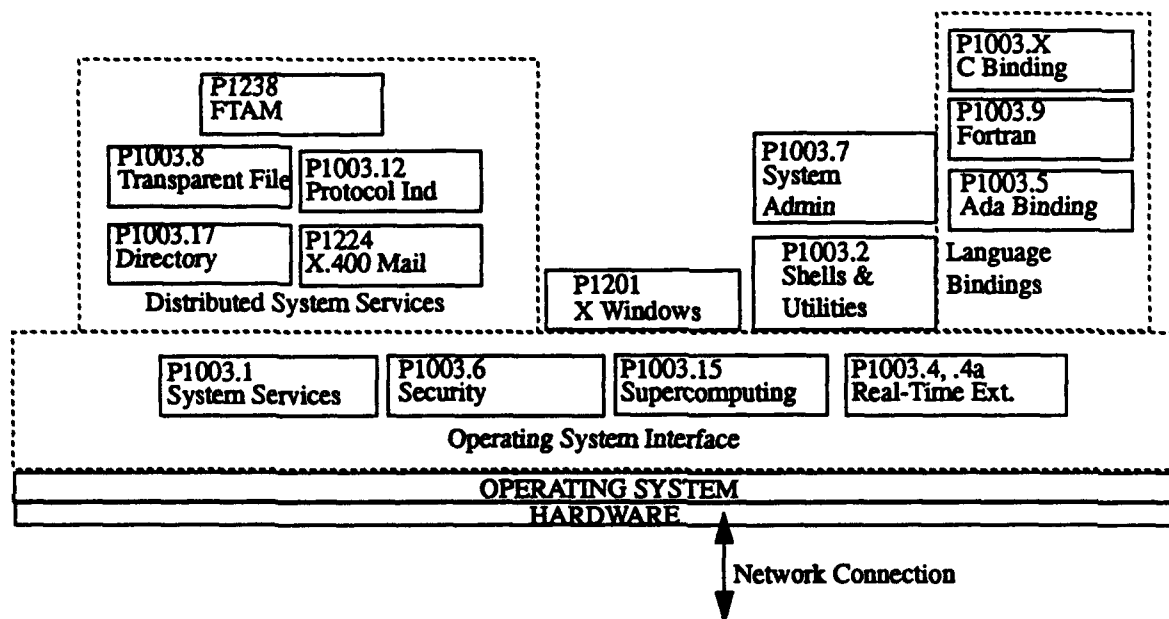 P1238
FTAM
P1003.8
Transparent File
P1003.12
Protocol Ind
P1003.17
Directory
P1224
X.400 Mail
Distributed System Services
P1201
X Windows
P1003.7
System
Admin
P1003.2
Shells &
Utilities
P1003.X
C Binding
P1003.9
Fortran
P1003.5
Ada Binding
Language
Bindings
P1003.1
System Services
P1003.6
Security
P1003.15
Supercomputing
P1003.4, .4a
Real-Time Ext.
Operating System Interface
OPERATING SYSTEM
HARDWARE
Network Connection